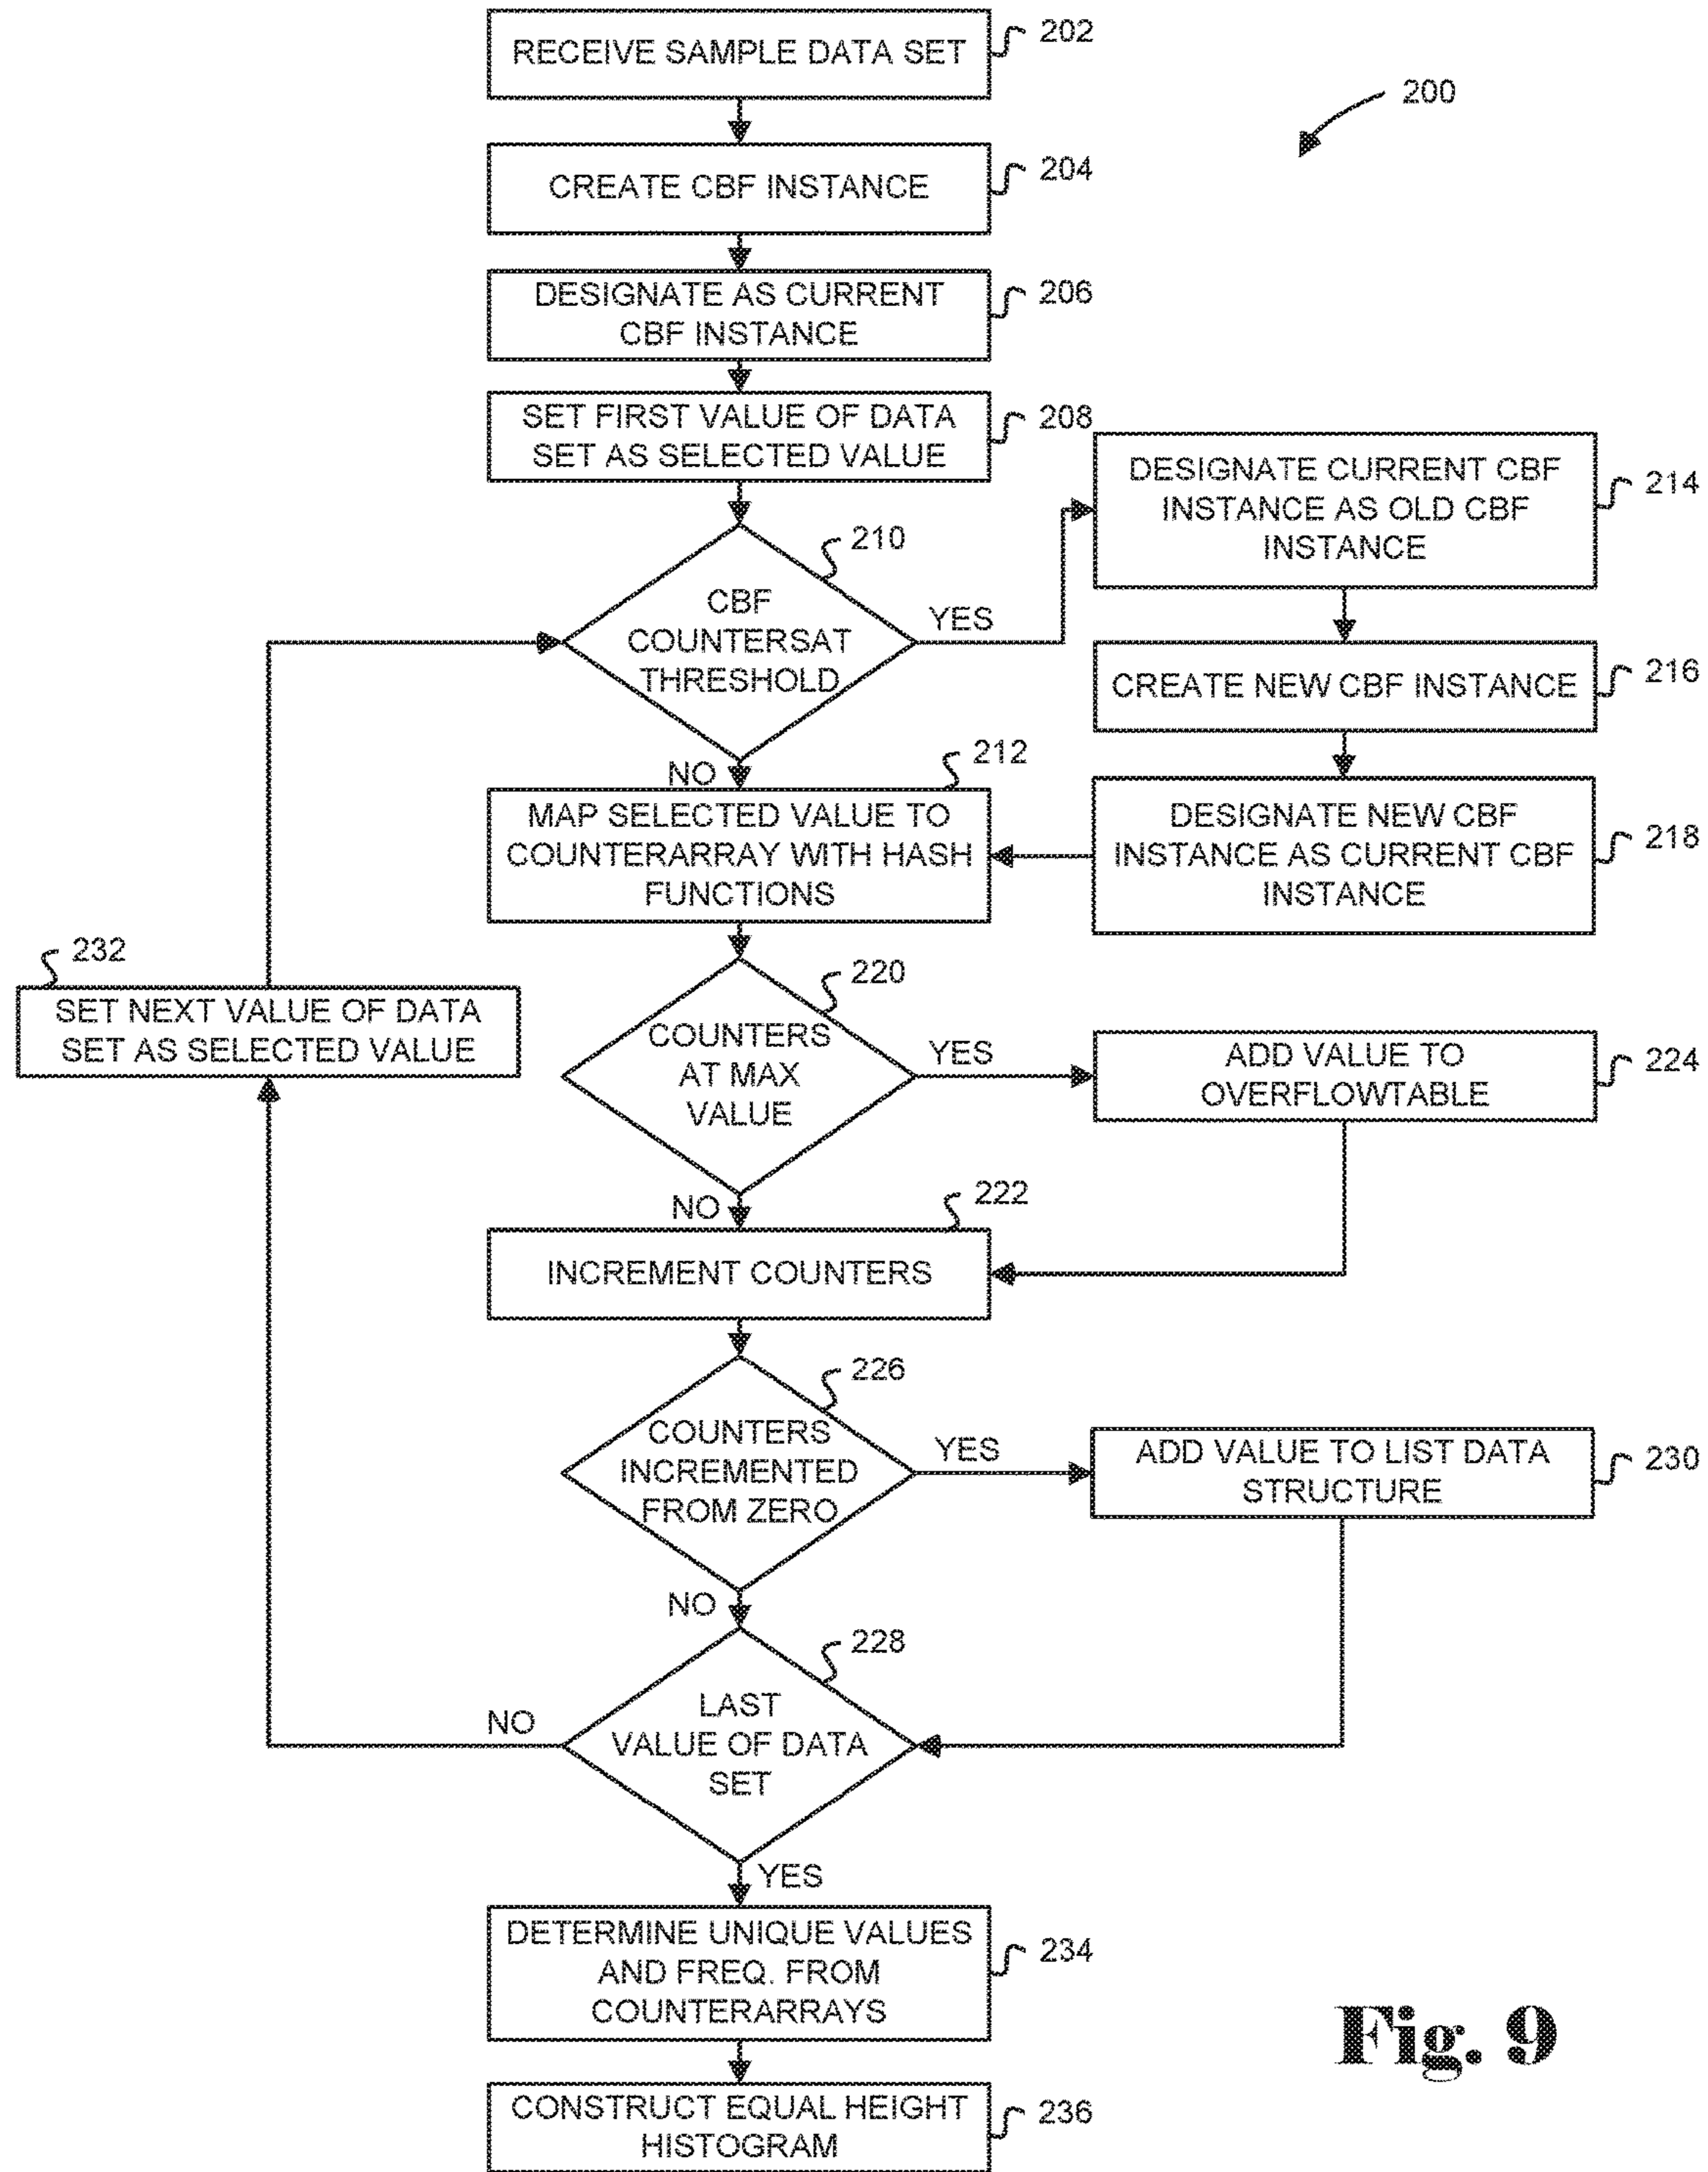 RECEIVE SAMPLE DATA SET
202
200
CREATE CBF INSTANCE
204
DESIGNATE AS CURRENT
CBF INSTANCE
206
SET FIRST VALUE OF DATA
SET AS SELECTED VALUE
208
CBF
COUNTERSAT
THRESHOLD
210
YES
NO
DESIGNATE CURRENT CBF
INSTANCE AS OLD CBF
INSTANCE
214
CREATE NEW CBF INSTANCE
216
DESIGNATE NEW CBF
INSTANCE AS CURRENT CBF
INSTANCE
218
MAP SELECTED VALUE TO
COUNTERARRAY WITH HASH
FUNCTIONS
212
232
SET NEXT VALUE OF DATA
SET AS SELECTED VALUE
COUNTERS
AT MAX
VALUE
220
YES
NO
ADD VALUE TO
OVERFLOWTABLE
224
INCREMENT COUNTERS
222
COUNTERS
INCREMENTED
FROM ZERO
226
YES
NO
ADD VALUE TO LIST DATA
STRUCTURE
230
LAST
VALUE OF DATA
SET
228
NO
YES
DETERMINE UNIQUE VALUES
AND FREQ. FROM
COUNTERARRAYS
234
CONSTRUCT EQUAL HEIGHT
HISTOGRAM
236
Fig. 9